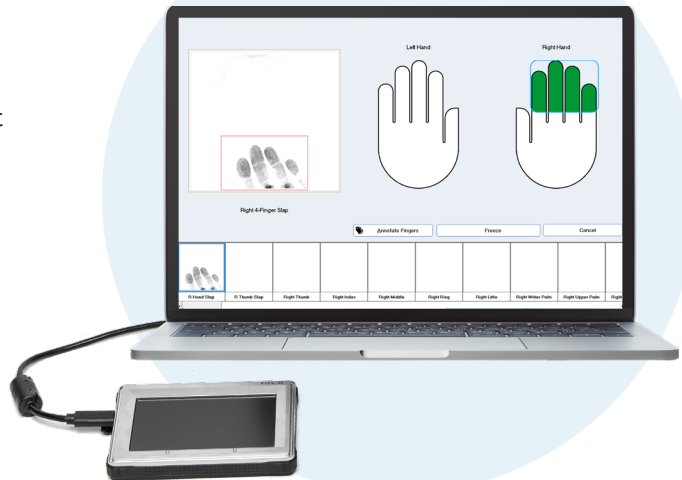 t
Left Hand
Right Hand
Right 4-Finger Slap
Annotate Fingers
Freeze
Cancel
R Hand Slap
R Thumb Slap
Right Thumb
Right Index
Right Middle
Right Ring
Right Little
Right Writer Palm
Right Upper Palm
Right